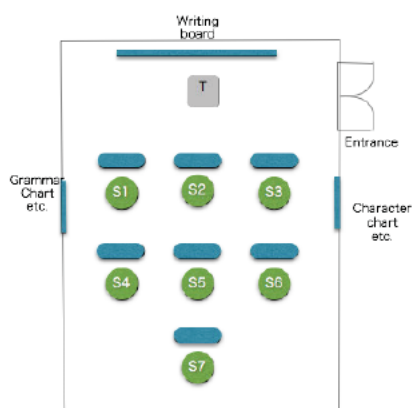 Writing
board
T
Entrance
Grammar
Chart
etc.
Character
chart
etc.
S1
S2
S3
S4
S5
S6
S7